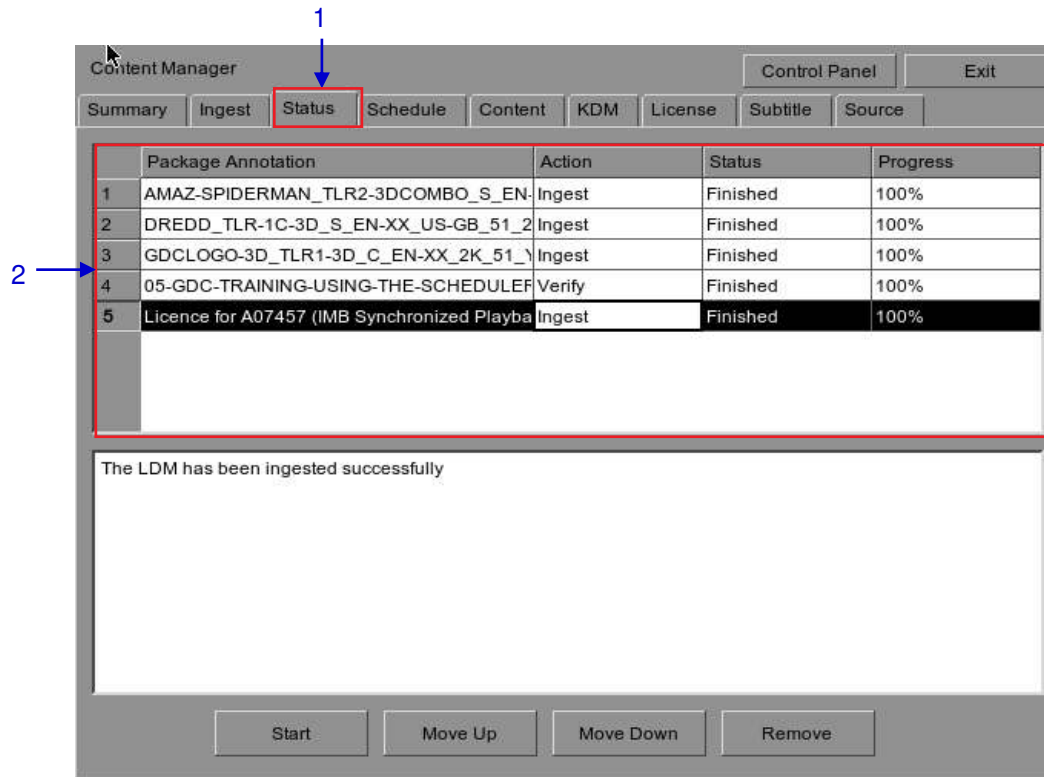 1
Content Manager Control Panel Exit
Summary Ingest Status Schedule Content KDM License Subtitle Source
Package Annotation Action Status Progress
1 AMAZ-SPIDERMAN_TLR2-3DCOMBO_S_EN- Ingest Finished 100%
2 DREDD_TLR-1C-3D_S_EN-XX_US-GB_51_2 Ingest Finished 100%
3 GDCLOGO-3D_TLR1-3D_C_EN-XX_2K_51_ Ingest Finished 100%
2
4 05-GDC-TRAINING-USING-THE-SCHEDULER Verify Finished 100%
5 Licence for A07457 (IMB Synchronized Playba Ingest Finished 100%
The LDM has been ingested successfully
Start Move Up Move Down Remove